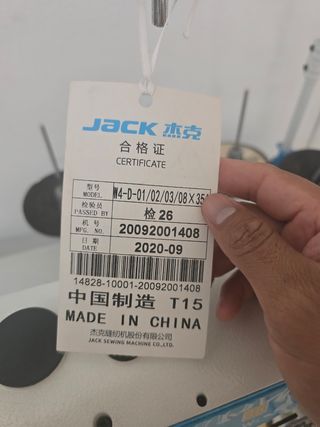 JACK 杰克
合格证
CERTIFICATE
型号 MODEL W4-D-01/02/03/08×35
检验员 PASSED BY 检 26
机号 MFG. NO. 20092001408
日期 DATE 2020-09
14828-10001-20092001408
中国制造 T15
MADE IN CHINA
杰克缝纫机股份有限公司
JACK SEWING MACHINE CO.,LTD.